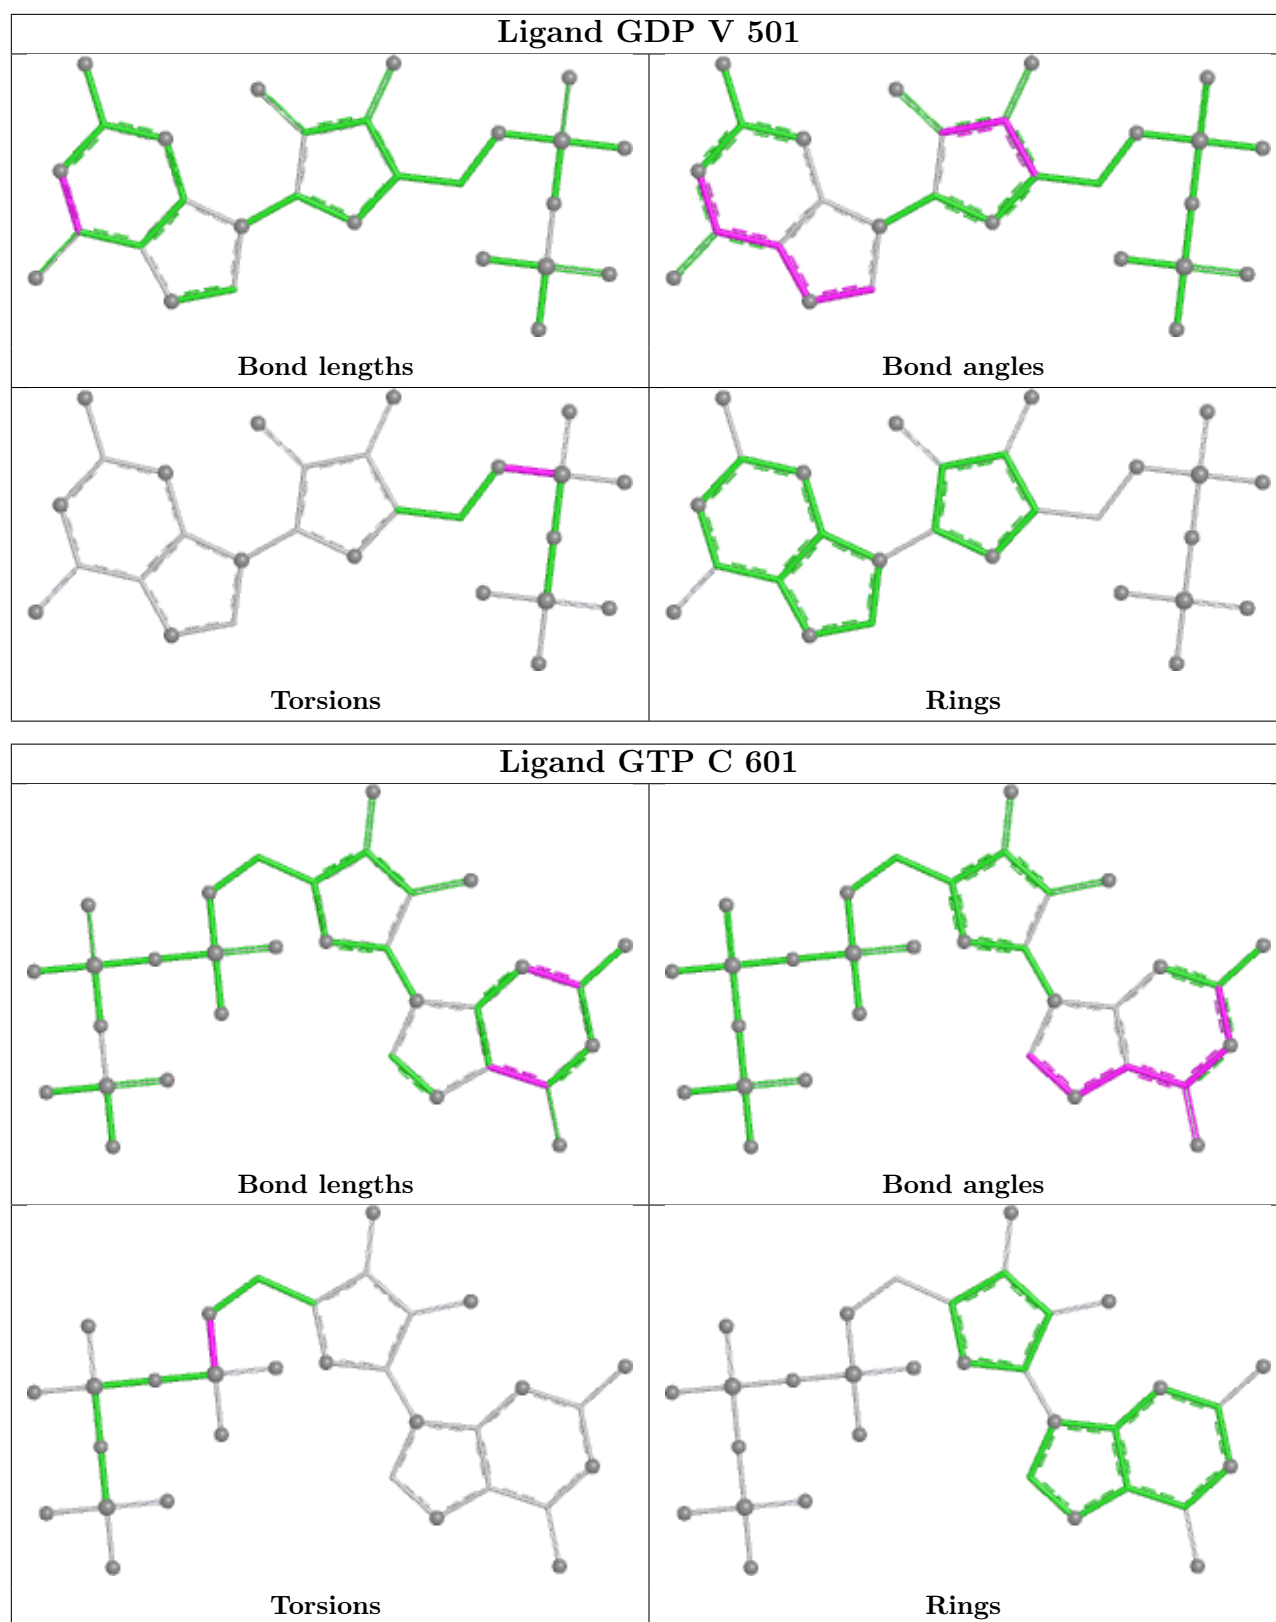 Ligand GDP V 501
Bond lengths
Bond angles
Torsions
Rings
Ligand GTP C 601
Bond lengths
Bond angles
Torsions
Rings